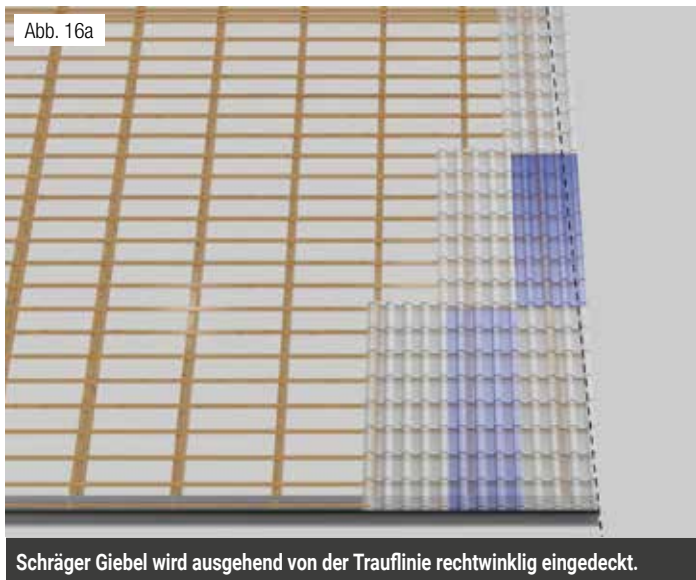 Abb. 16a
Schräger Giebel wird ausgehend von der Trauflinie rechtwinklig eingedeckt.